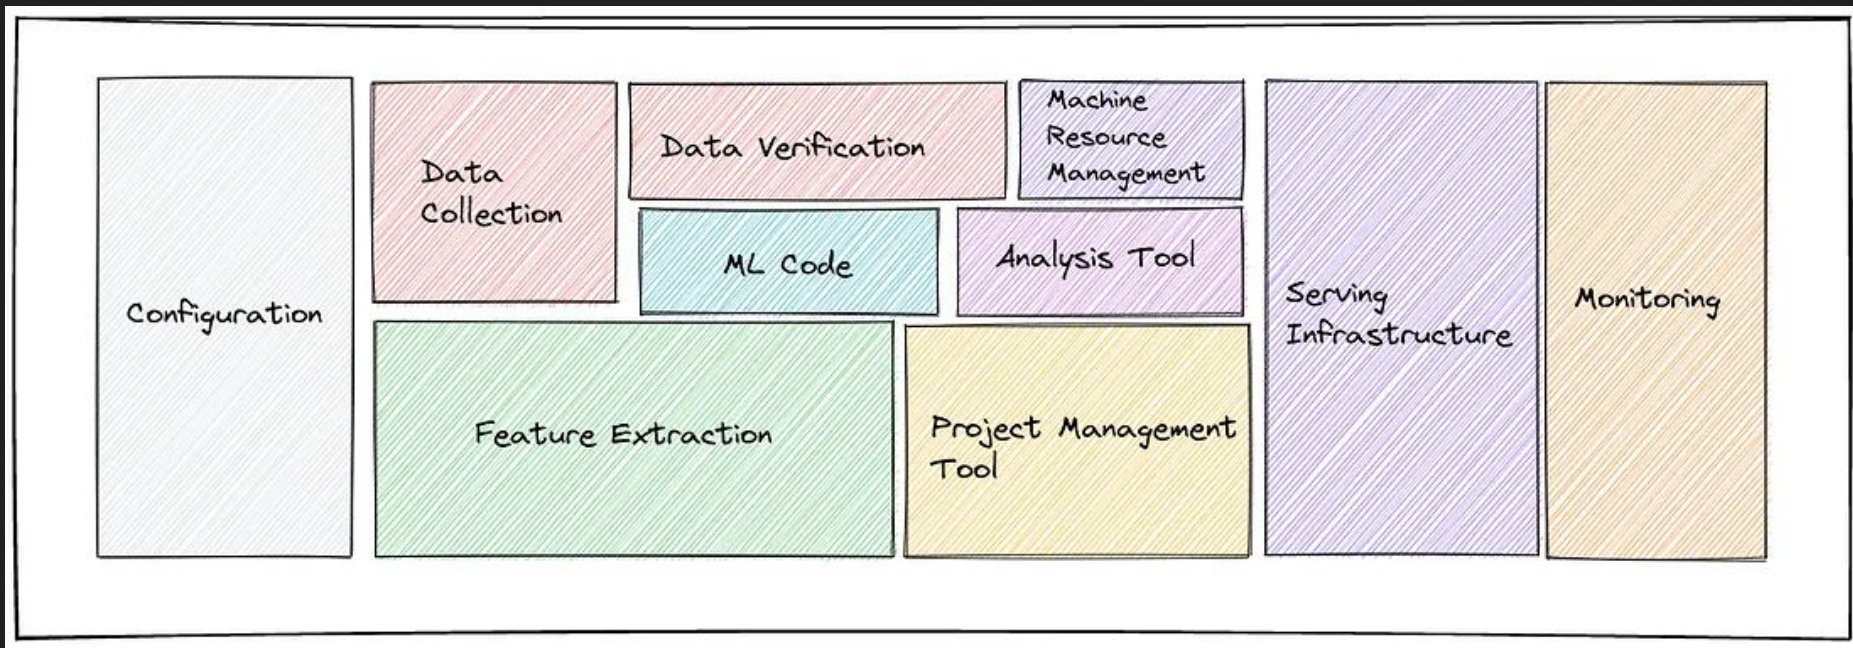 Configuration
Data
Collection
Data Verification
Machine
Resource
Management
ML Code
Analysis Tool
Feature Extraction
Project Management
Tool
Serving
Infrastructure
Monitoring